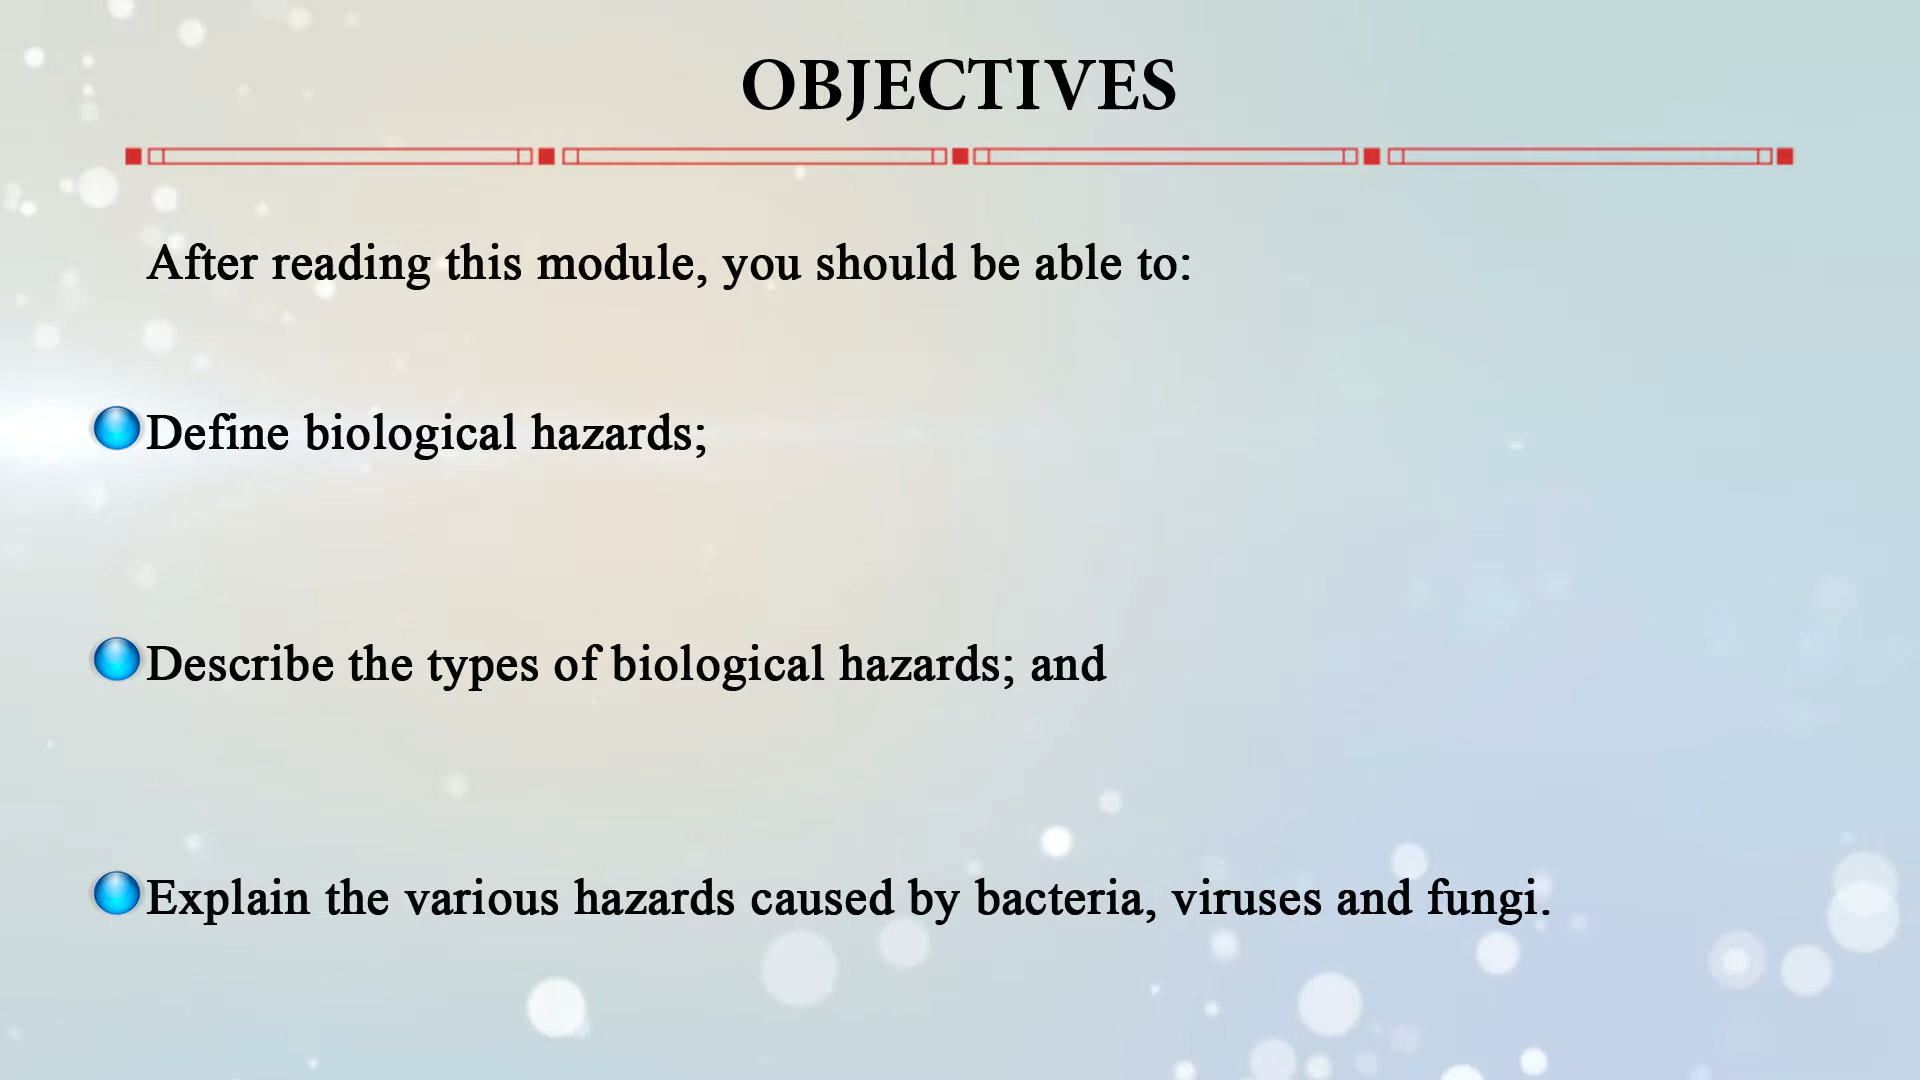 OBJECTIVES
After reading this module, you should be able to:
Define biological hazards;
Describe the types of biological hazards; and
Explain the various hazards caused by bacteria, viruses and fungi.